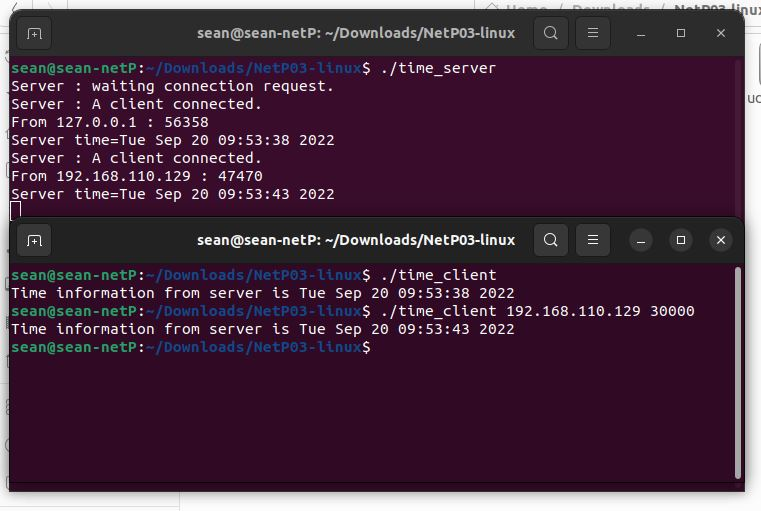 Home / Downloads / NetP03-linux
sean@sean-netP: ~/Downloads/NetP03-linux
sean@sean-netP:~/Downloads/NetP03-linux$ ./time_server
Server : waiting connection request.
Server : A client connected.
From 127.0.0.1 : 56358
Server time=Tue Sep 20 09:53:38 2022
Server : A client connected.
From 192.168.110.129 : 47470
Server time=Tue Sep 20 09:53:43 2022
sean@sean-netP: ~/Downloads/NetP03-linux
sean@sean-netP:~/Downloads/NetP03-linux$ ./time_client
Time information from server is Tue Sep 20 09:53:38 2022
sean@sean-netP:~/Downloads/NetP03-linux$ ./time_client 192.168.110.129 30000
Time information from server is Tue Sep 20 09:53:43 2022
sean@sean-netP:~/Downloads/NetP03-linux$